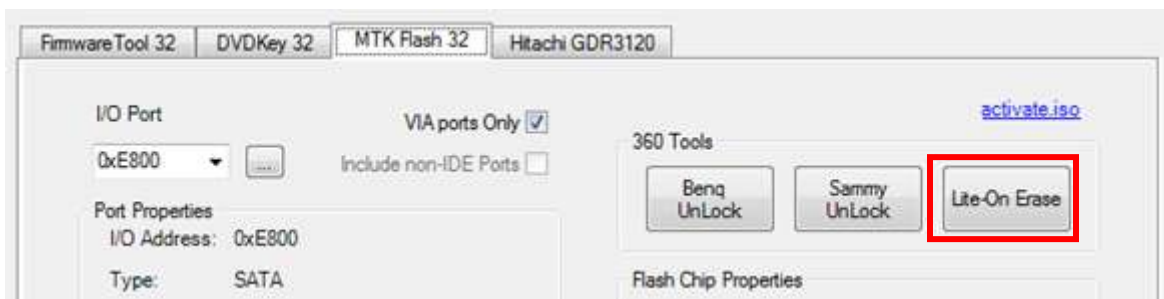 FirmwareTool 32 DVDKey 32 MTK Flash 32 Hitachi GDR3120
I/O Port
VIA ports Only
activate.iso
0xE800 ...
Include non-IDE Ports
360 Tools
Benq
UnLock
Sammy
UnLock
Lite-On Erase
Port Properties
I/O Address: 0xE800
Type: SATA
Flash Chip Properties